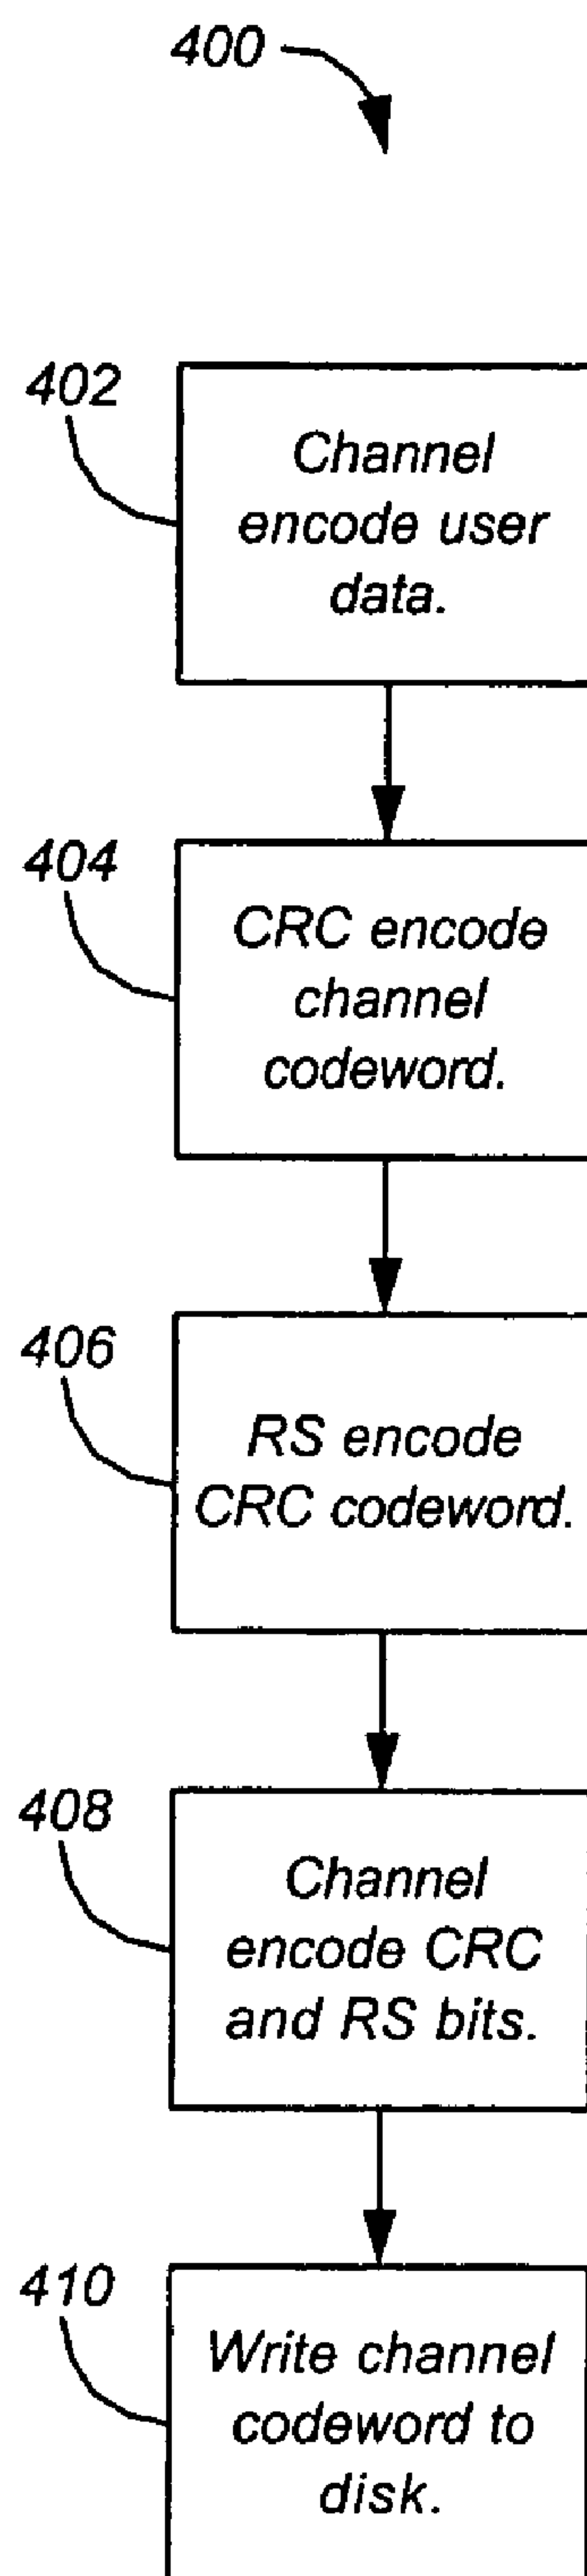 400
402
Channel
encode user
data.
404
CRC encode
channel
codeword.
406
RS encode
CRC codeword.
408
Channel
encode CRC
and RS bits.
410
Write channel
codeword to
disk.